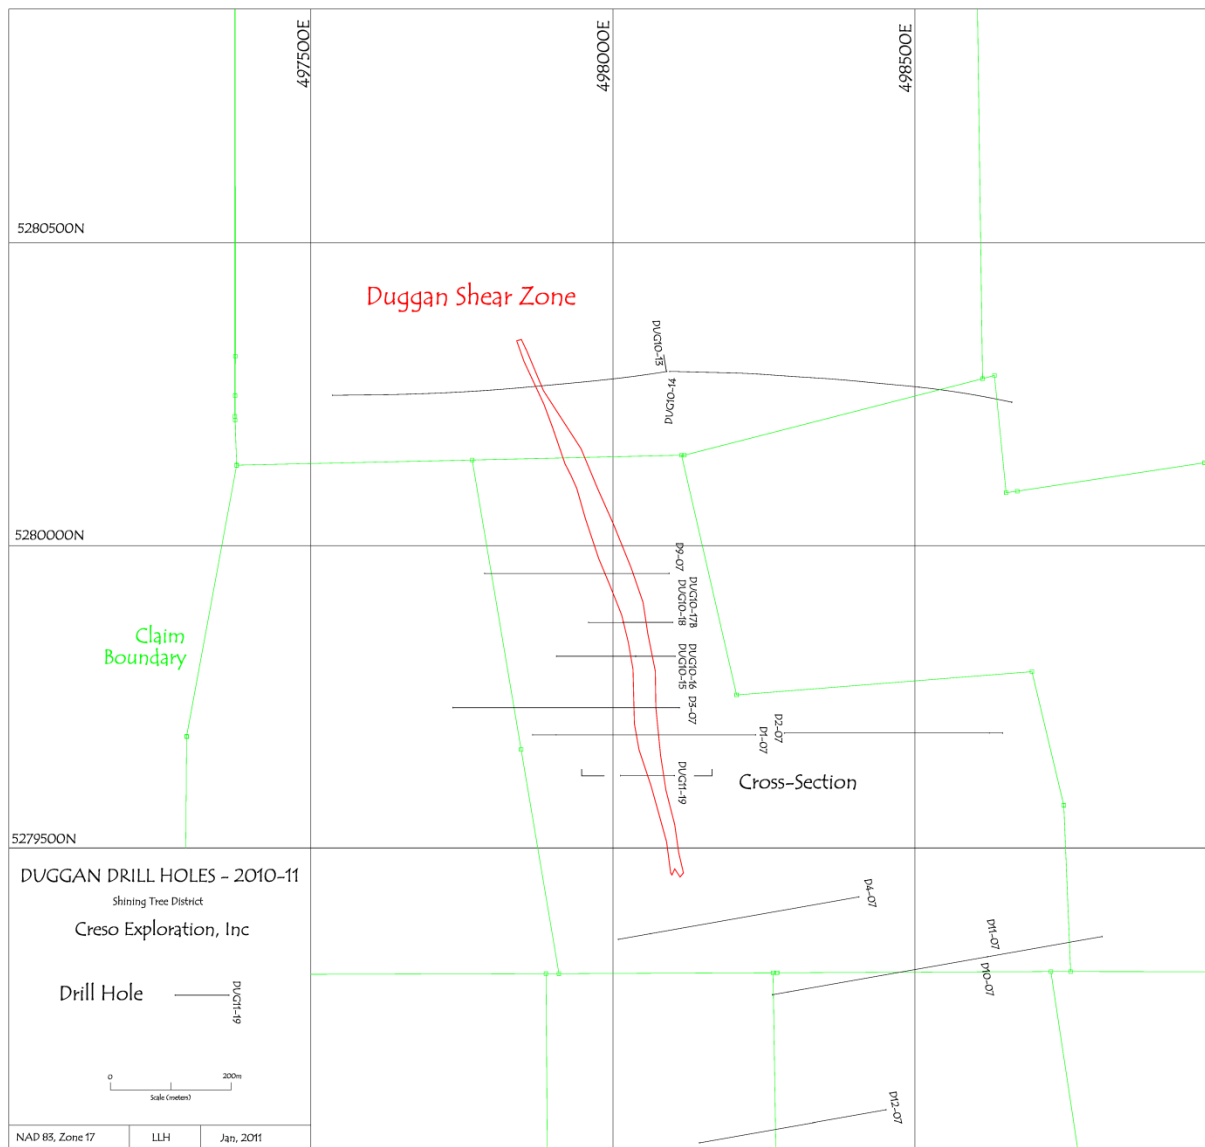 497500E
498000E
498500E
5280500N
Duggan Shear Zone
DUG10-13
DUG10-14
5280000N
D9-07
DUG10-17B
DUG10-18
Claim
Boundary
DUG10-16
DUG10-15
D3-07
D2-07
D1-07
DUG11-19
Cross-Section
5279500N
DUGGAN DRILL HOLES - 2010-11
Shining Tree District
Creso Exploration, Inc
D4-07
D11-07
D10-07
Drill Hole
DUG11-19
0 200m
Scale (meters)
D12-07
NAD 83, Zone 17 LLH Jan, 2011